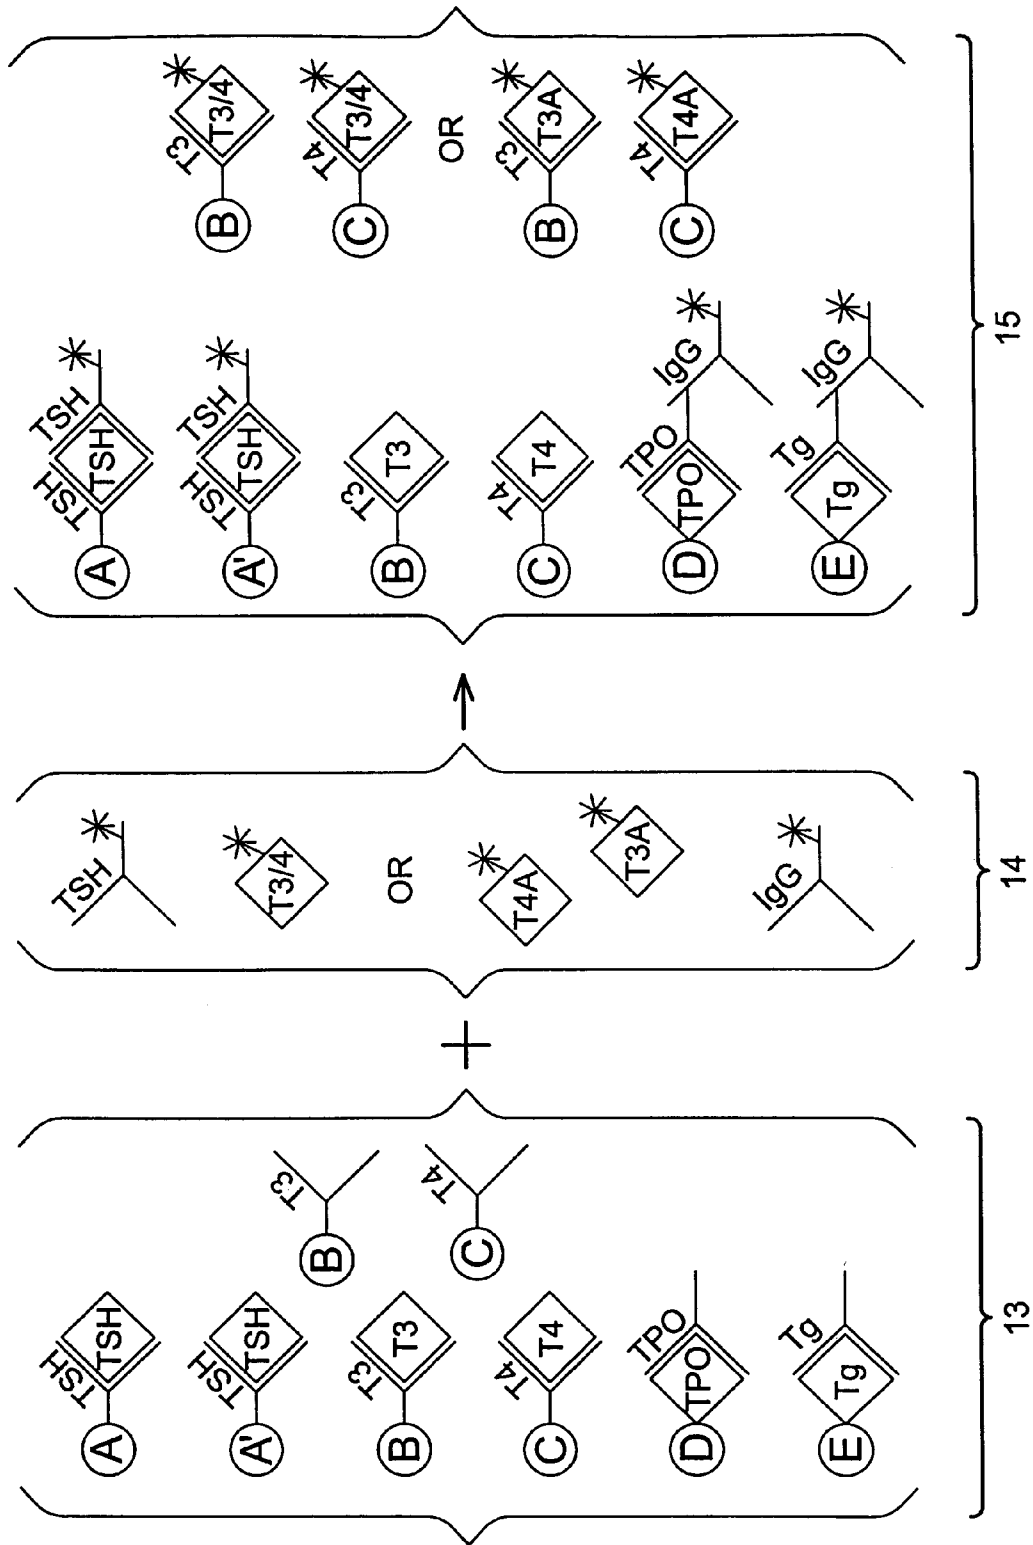 A TSH TSH
A' TSH TSH
B T3 T3
B T3
C T4 T4
C T4
D TPO TPO
E Tg Tg
13
+
TSH *
T3/4 *
OR
T4A *
T3A *
IgG *
14
→
A TSH TSH TSH *
A' TSH TSH TSH *
B T3 T3
C T4 T4
D TPO TPO IgG *
E Tg Tg IgG *
B T3 T3/4 *
C T4 T3/4 *
OR
B T3 T3A *
C T4 T4A *
15